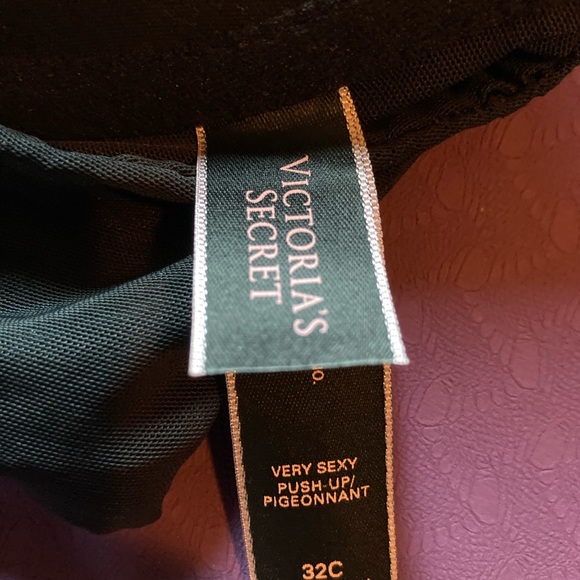 VICTORIA'S
SECRET
o.
VERY SEXY
PUSH-UP/
PIGEONNANT
32C